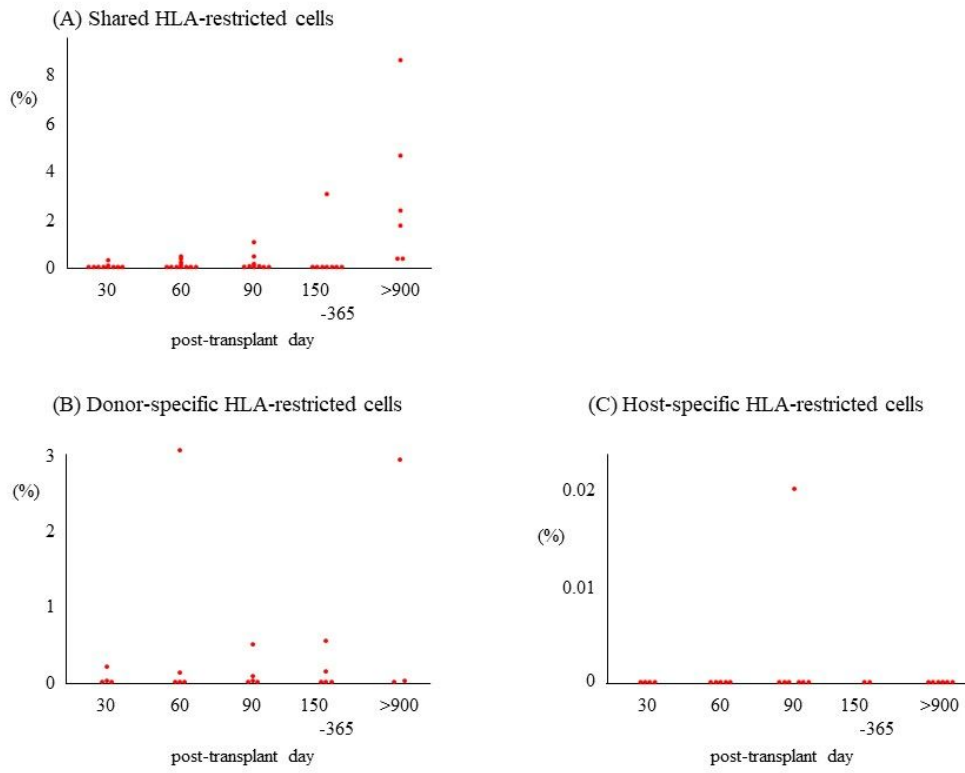 (A) Shared HLA-restricted cells
8
(%)
6
4
2
0
30 60 90 150 >900
-365
post-transplant day
(B) Donor-specific HLA-restricted cells
3
(%)
2
1
0
30 60 90 150 >900
-365
post-transplant day
(C) Host-specific HLA-restricted cells
0.02
(%)
0.01
0
30 60 90 150 >900
-365
post-transplant day